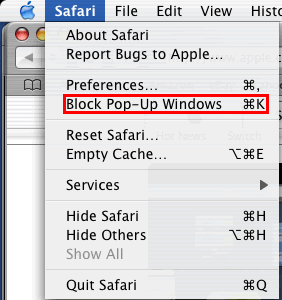 Safari File Edit View Hist
About Safari
Report Bugs to Apple...
Preferences... ⌘,
Block Pop-Up Windows ⌘K
Reset Safari...
Empty Cache... ⌥⌘E
Services
Hide Safari ⌘H
Hide Others ⌥⌘H
Show All
Quit Safari ⌘Q